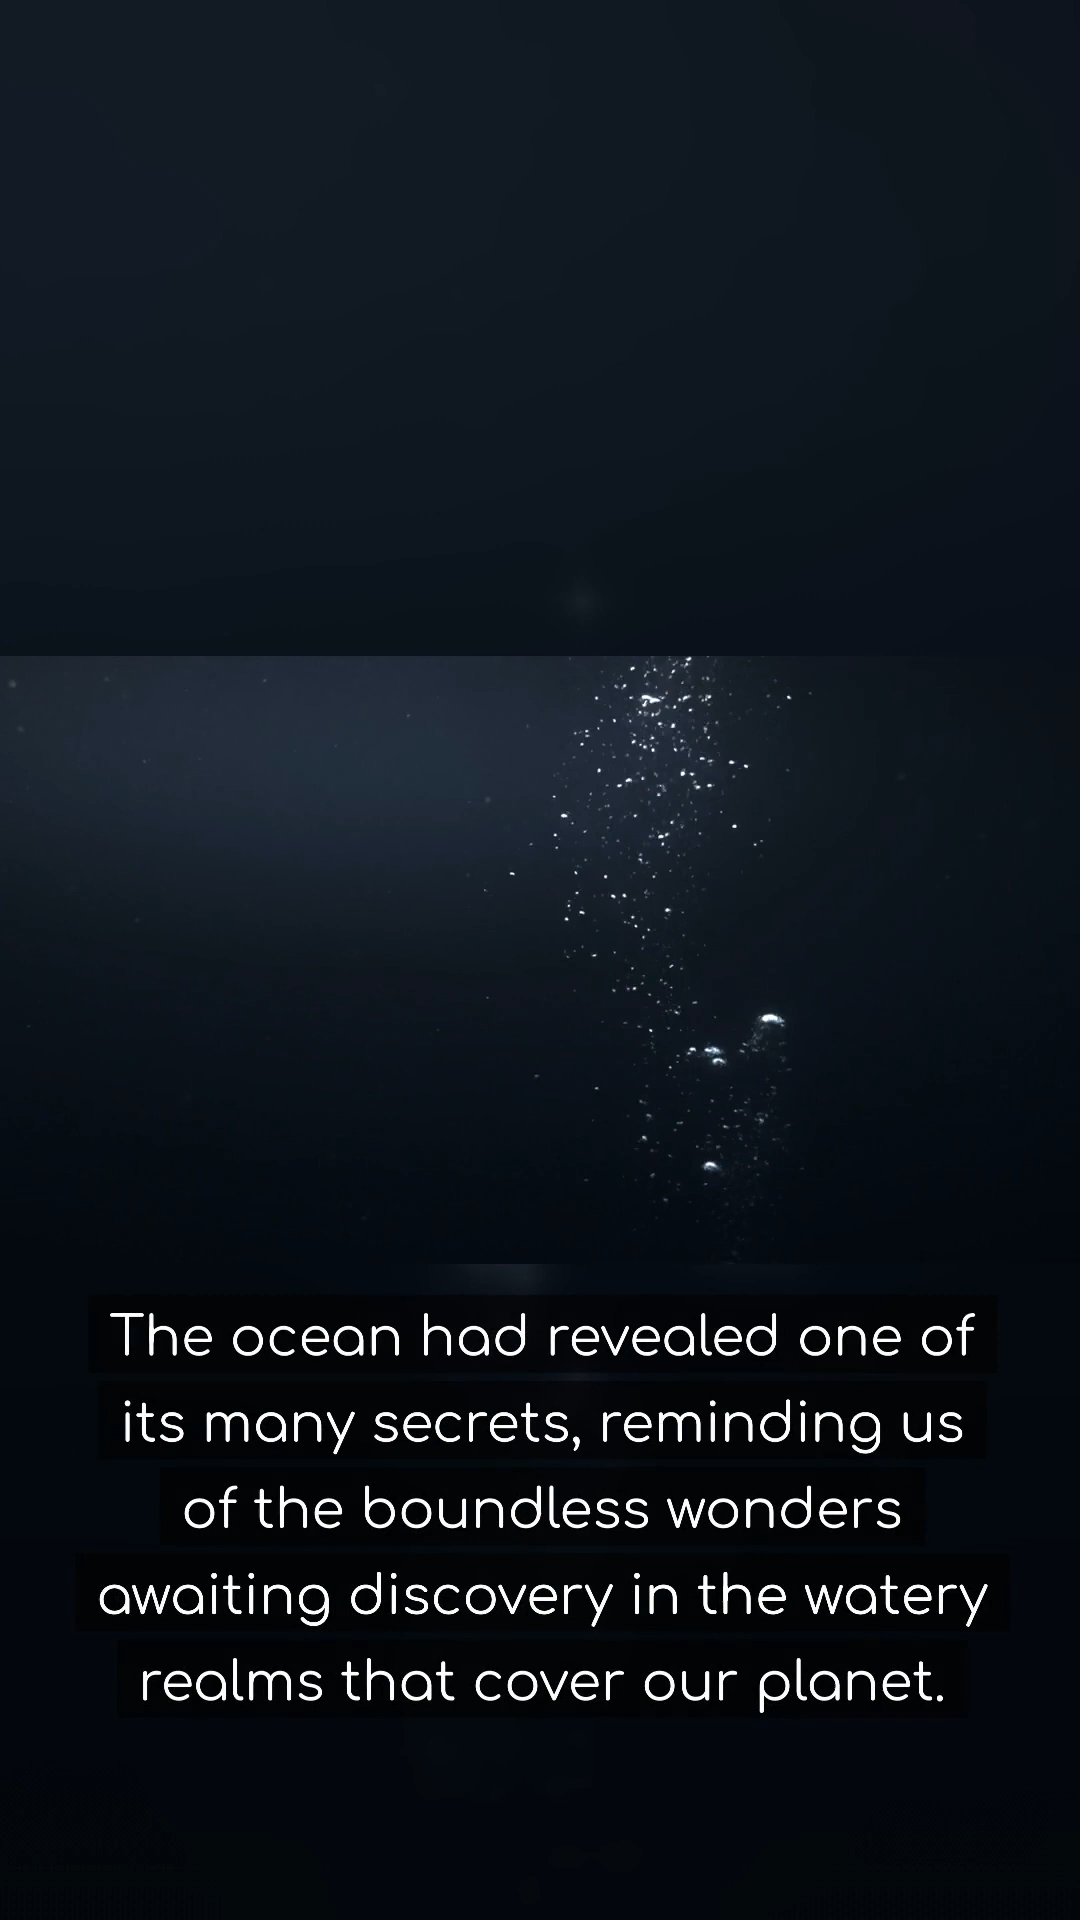 The ocean had revealed one of
its many secrets, reminding us
of the boundless wonders
awaiting discovery in the watery
realms that cover our planet.